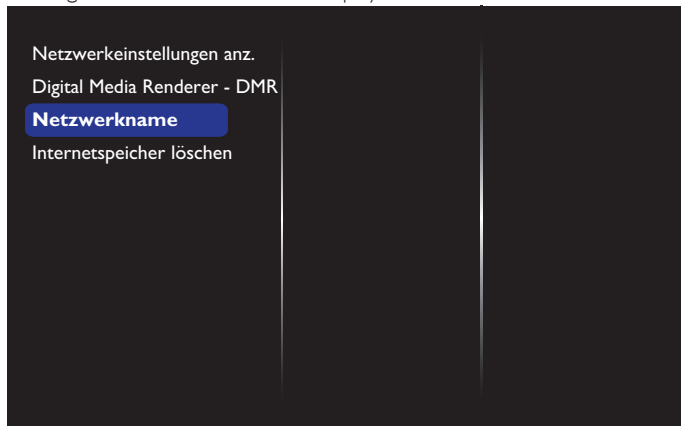 Netzwerkeinstellungen anz.
Digital Media Renderer - DMR
Netzwerkname
Internetspeicher löschen